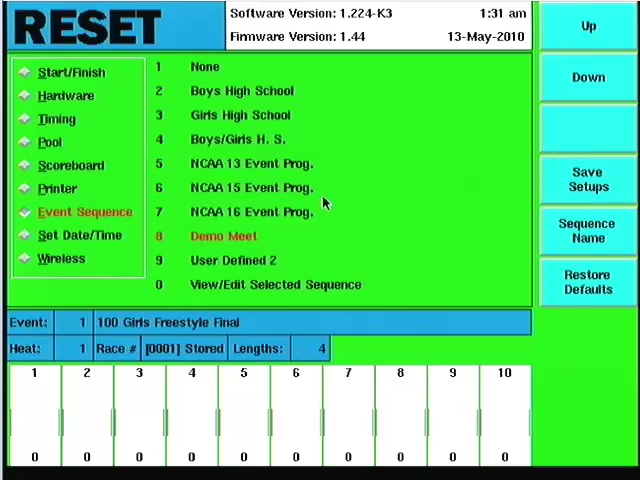 RESET
Software Version: 1.224-K3 1:31 am
Firmware Version: 1.44 13-May-2010
Up
Down
Save
Setups
Sequence
Name
Restore
Defaults
Start/Finish
Hardware
Timing
Pool
Scoreboard
Printer
Event Sequence
Set Date/Time
Wireless
1 None
2 Boys High School
3 Girls High School
4 Boys/Girls H. S.
5 NCAA 13 Event Prog.
6 NCAA 15 Event Prog.
7 NCAA 16 Event Prog.
8 Demo Meet
9 User Defined 2
0 View/Edit Selected Sequence
Event: 1 100 Girls Freestyle Final
Heat: 1 Race # [0001] Stored Lengths: 4
1 2 3 4 5 6 7 8 9 10
0 0 0 0 0 0 0 0 0 0